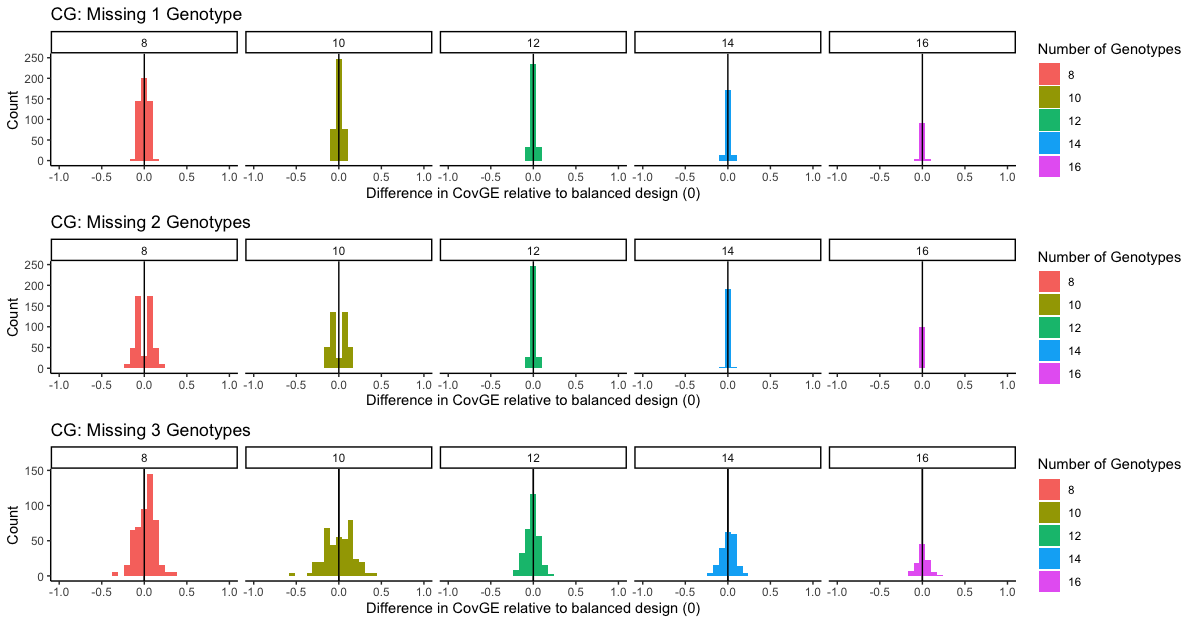 CG: Missing 1 Genotype
8 10 12 14 16
250
200
150
100
50
0
Count
-1.0 -0.5 0.0 0.5 1.0 -1.0 -0.5 0.0 0.5 1.0 -1.0 -0.5 0.0 0.5 1.0 -1.0 -0.5 0.0 0.5 1.0 -1.0 -0.5 0.0 0.5 1.0
Difference in CovGE relative to balanced design (0)
Number of Genotypes
8
10
12
14
16
CG: Missing 2 Genotypes
8 10 12 14 16
250
200
150
100
50
0
Count
-1.0 -0.5 0.0 0.5 1.0 -1.0 -0.5 0.0 0.5 1.0 -1.0 -0.5 0.0 0.5 1.0 -1.0 -0.5 0.0 0.5 1.0 -1.0 -0.5 0.0 0.5 1.0
Difference in CovGE relative to balanced design (0)
Number of Genotypes
8
10
12
14
16
CG: Missing 3 Genotypes
8 10 12 14 16
150
100
50
0
Count
-1.0 -0.5 0.0 0.5 1.0 -1.0 -0.5 0.0 0.5 1.0 -1.0 -0.5 0.0 0.5 1.0 -1.0 -0.5 0.0 0.5 1.0 -1.0 -0.5 0.0 0.5 1.0
Difference in CovGE relative to balanced design (0)
Number of Genotypes
8
10
12
14
16